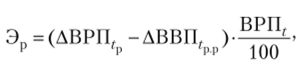 Эр = (ΔВРПtр − ΔВВПtр.р) · ВРПt/100,